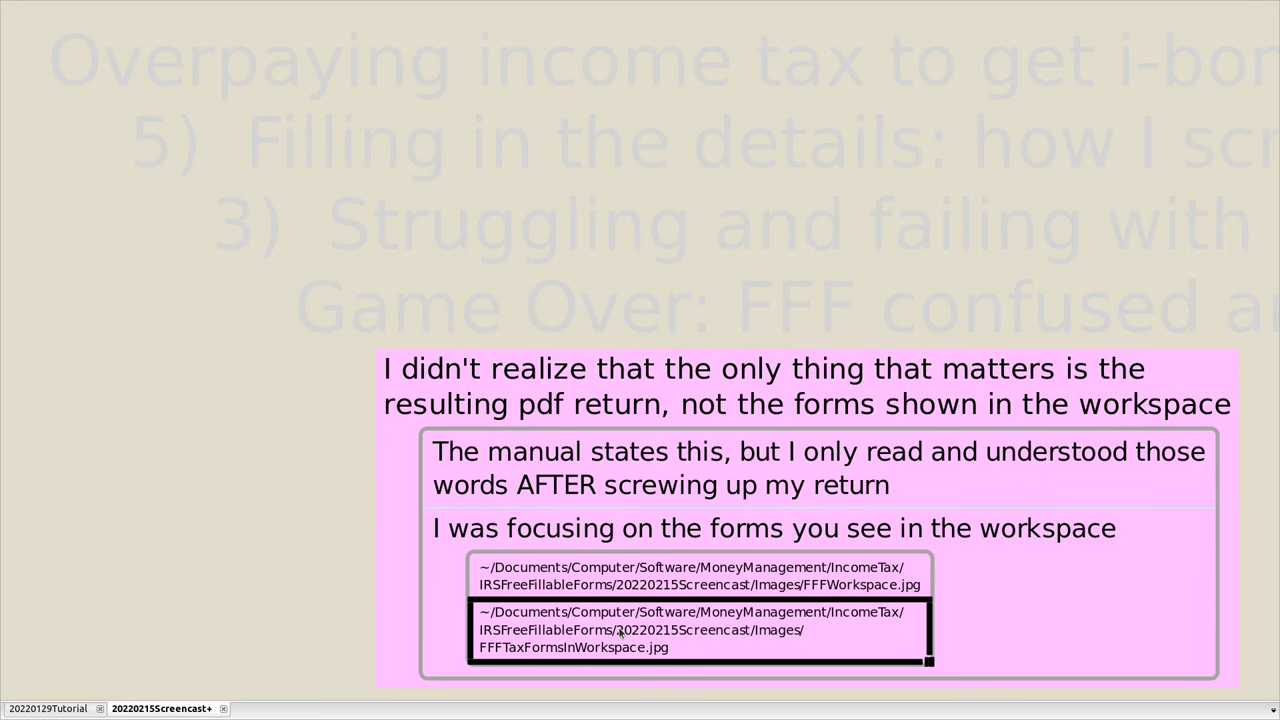 Overpaying income tax to get i-bon
5) Filling in the details: how I scr
3) Struggling and failing with
Game Over: FFF confused a
I didn't realize that the only thing that matters is the
resulting pdf return, not the forms shown in the workspace
The manual states this, but I only read and understood those
words AFTER screwing up my return
I was focusing on the forms you see in the workspace
~/Documents/Computer/Software/MoneyManagement/IncomeTax/
IRSFreeFillableForms/20220215Screencast/Images/FFFWorkspace.jpg
~/Documents/Computer/Software/MoneyManagement/IncomeTax/
IRSFreeFillableForms/20220215Screencast/Images/
FFFTaxFormsInWorkspace.jpg
20220129Tutorial 20220215Screencast+